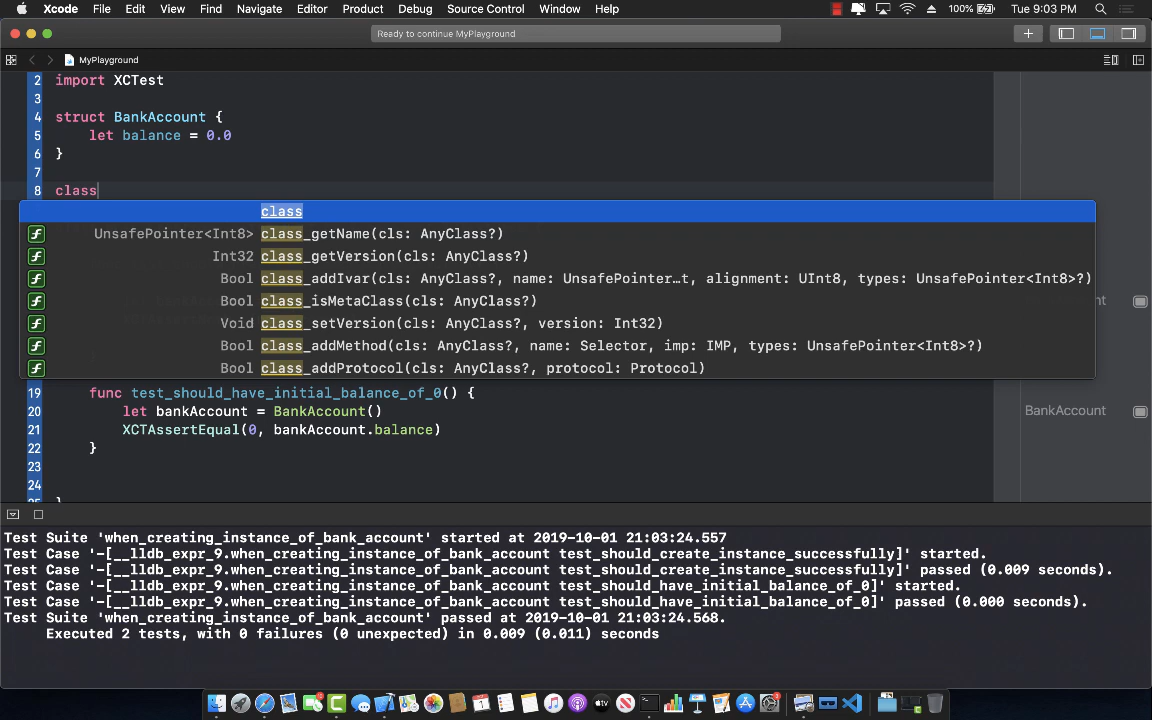 Xcode File Edit View Find Navigate Editor Product Debug Source Control Window Help 100% Tue 9:03 PM
Ready to continue MyPlayground
MyPlayground
2 import XCTest
3
4 struct BankAccount {
5 let balance = 0.0
6 }
7
8 class
class
UnsafePointer<Int8> class_getName(cls: AnyClass?)
Int32 class_getVersion(cls: AnyClass?)
Bool class_addIvar(cls: AnyClass?, name: UnsafePointer…t, alignment: UInt8, types: UnsafePointer<Int8>?)
Bool class_isMetaClass(cls: AnyClass?)
Void class_setVersion(cls: AnyClass?, version: Int32)
Bool class_addMethod(cls: AnyClass?, name: Selector, imp: IMP, types: UnsafePointer<Int8>?)
Bool class_addProtocol(cls: AnyClass?, protocol: Protocol)
19 func test_should_have_initial_balance_of_0() {
20 let bankAccount = BankAccount() BankAccount
21 XCTAssertEqual(0, bankAccount.balance)
22 }
23
24
25 }
Test Suite 'when_creating_instance_of_bank_account' started at 2019-10-01 21:03:24.557
Test Case '-[__lldb_expr_9.when_creating_instance_of_bank_account test_should_create_instance_successfully]' started.
Test Case '-[__lldb_expr_9.when_creating_instance_of_bank_account test_should_create_instance_successfully]' passed (0.009 seconds).
Test Case '-[__lldb_expr_9.when_creating_instance_of_bank_account test_should_have_initial_balance_of_0]' started.
Test Case '-[__lldb_expr_9.when_creating_instance_of_bank_account test_should_have_initial_balance_of_0]' passed (0.000 seconds).
Test Suite 'when_creating_instance_of_bank_account' passed at 2019-10-01 21:03:24.568.
Executed 2 tests, with 0 failures (0 unexpected) in 0.009 (0.011) seconds